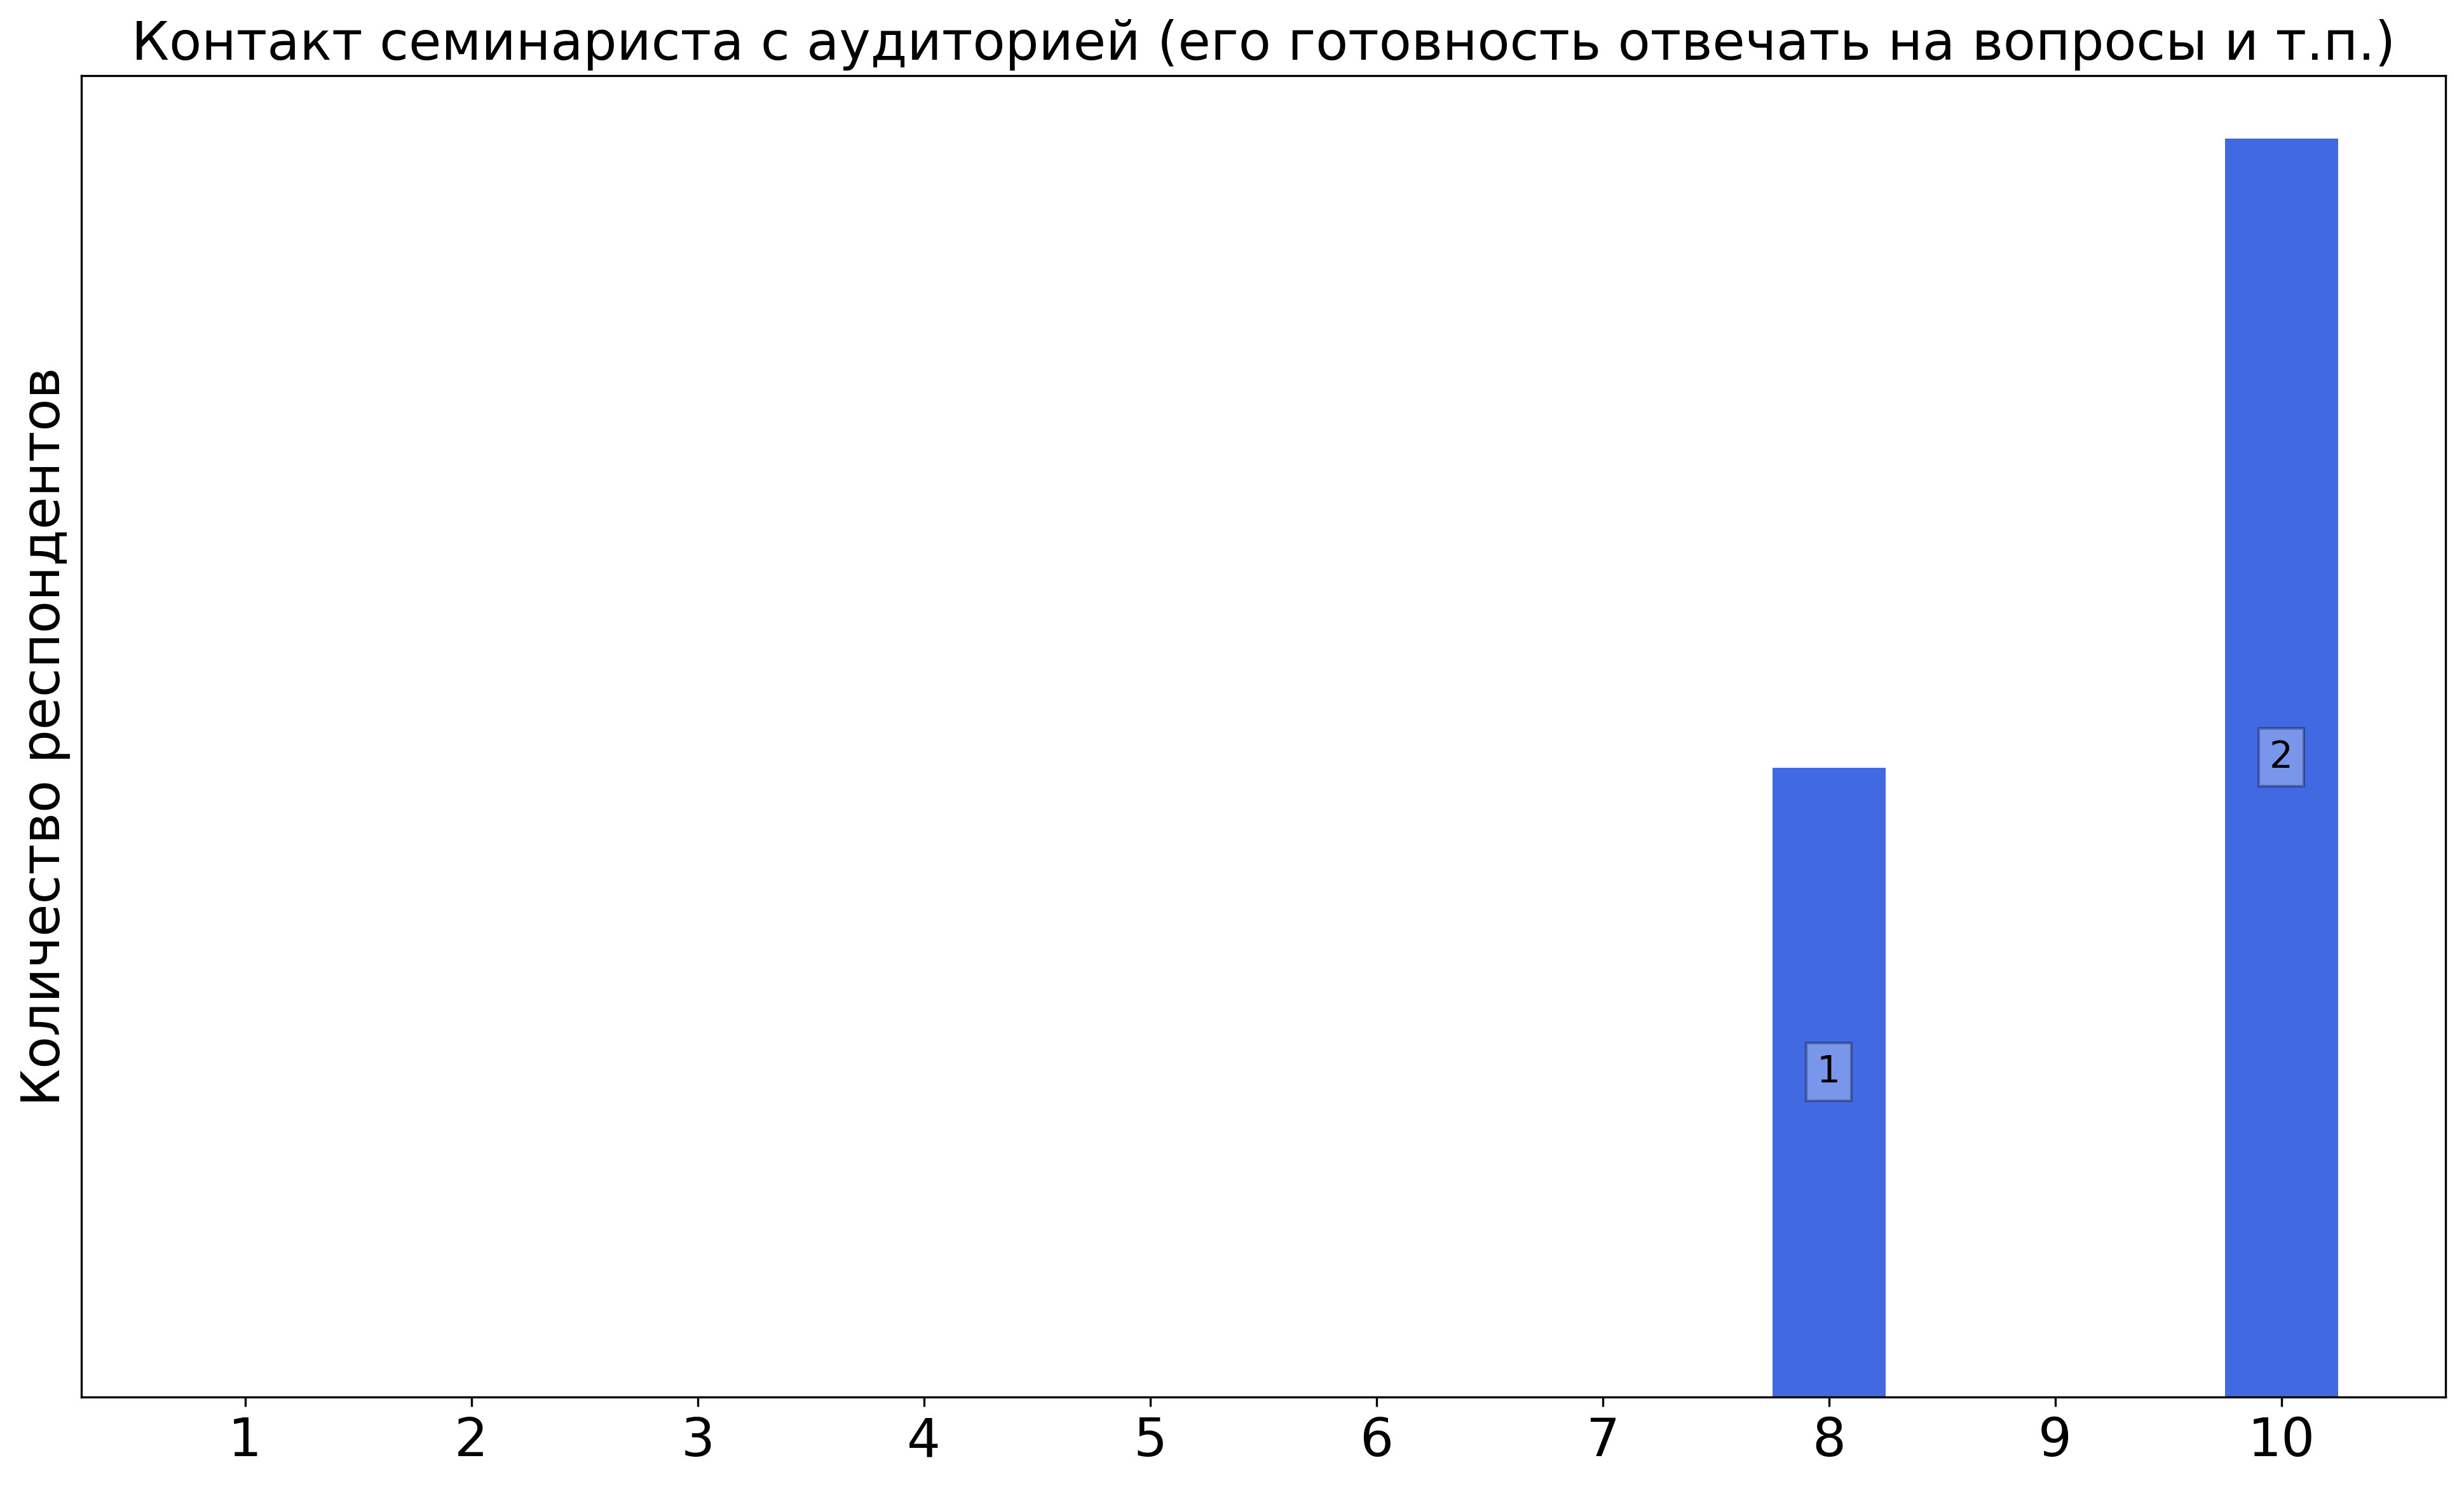 Контакт семинариста с аудиторией (его готовность отвечать на вопросы и т.п.)
Количество респондентов
2
1
1 2 3 4 5 6 7 8 9 10